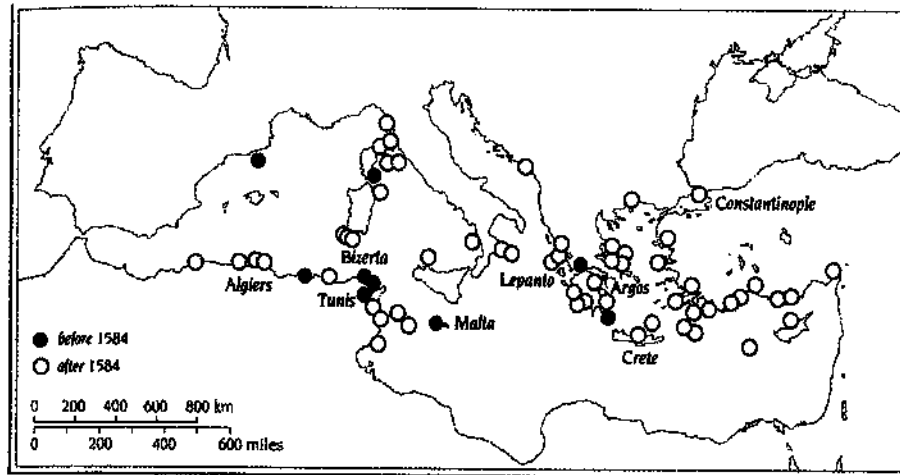 Constantinople
Bizerta
Algiers
Lepanto
Argos
Tunis
Malta
Crete
before 1584
after 1584
0 200 400 600 800 km
0 200 400 600 miles